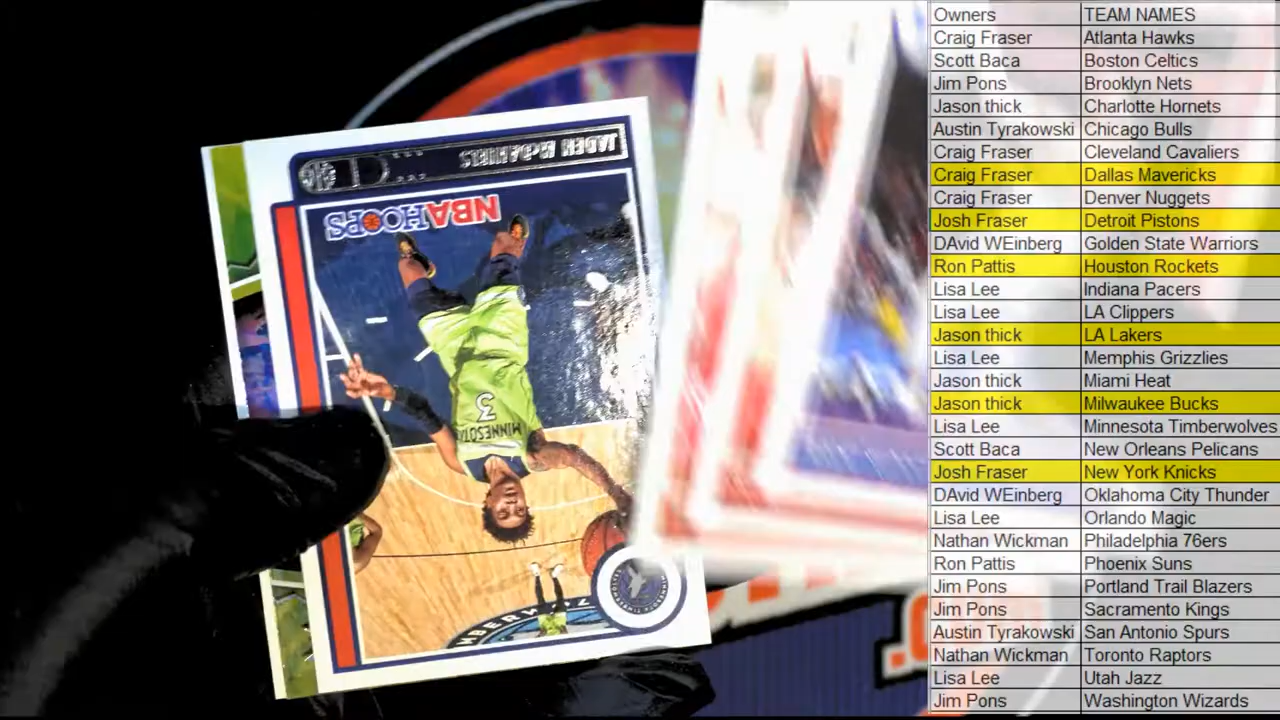 JADEN McDANIELS
NBA HOOPS
MINNESOTA
3
Owners TEAM NAMES
Craig Fraser Atlanta Hawks
Scott Baca Boston Celtics
Jim Pons Brooklyn Nets
Jason thick Charlotte Hornets
Austin Tyrakowski Chicago Bulls
Craig Fraser Cleveland Cavaliers
Craig Fraser Dallas Mavericks
Craig Fraser Denver Nuggets
Josh Fraser Detroit Pistons
DAvid WEinberg Golden State Warriors
Ron Pattis Houston Rockets
Lisa Lee Indiana Pacers
Lisa Lee LA Clippers
Jason thick LA Lakers
Lisa Lee Memphis Grizzlies
Jason thick Miami Heat
Jason thick Milwaukee Bucks
Lisa Lee Minnesota Timberwolves
Scott Baca New Orleans Pelicans
Josh Fraser New York Knicks
DAvid WEinberg Oklahoma City Thunder
Lisa Lee Orlando Magic
Nathan Wickman Philadelphia 76ers
Ron Pattis Phoenix Suns
Jim Pons Portland Trail Blazers
Jim Pons Sacramento Kings
Austin Tyrakowski San Antonio Spurs
Nathan Wickman Toronto Raptors
Lisa Lee Utah Jazz
Jim Pons Washington Wizards